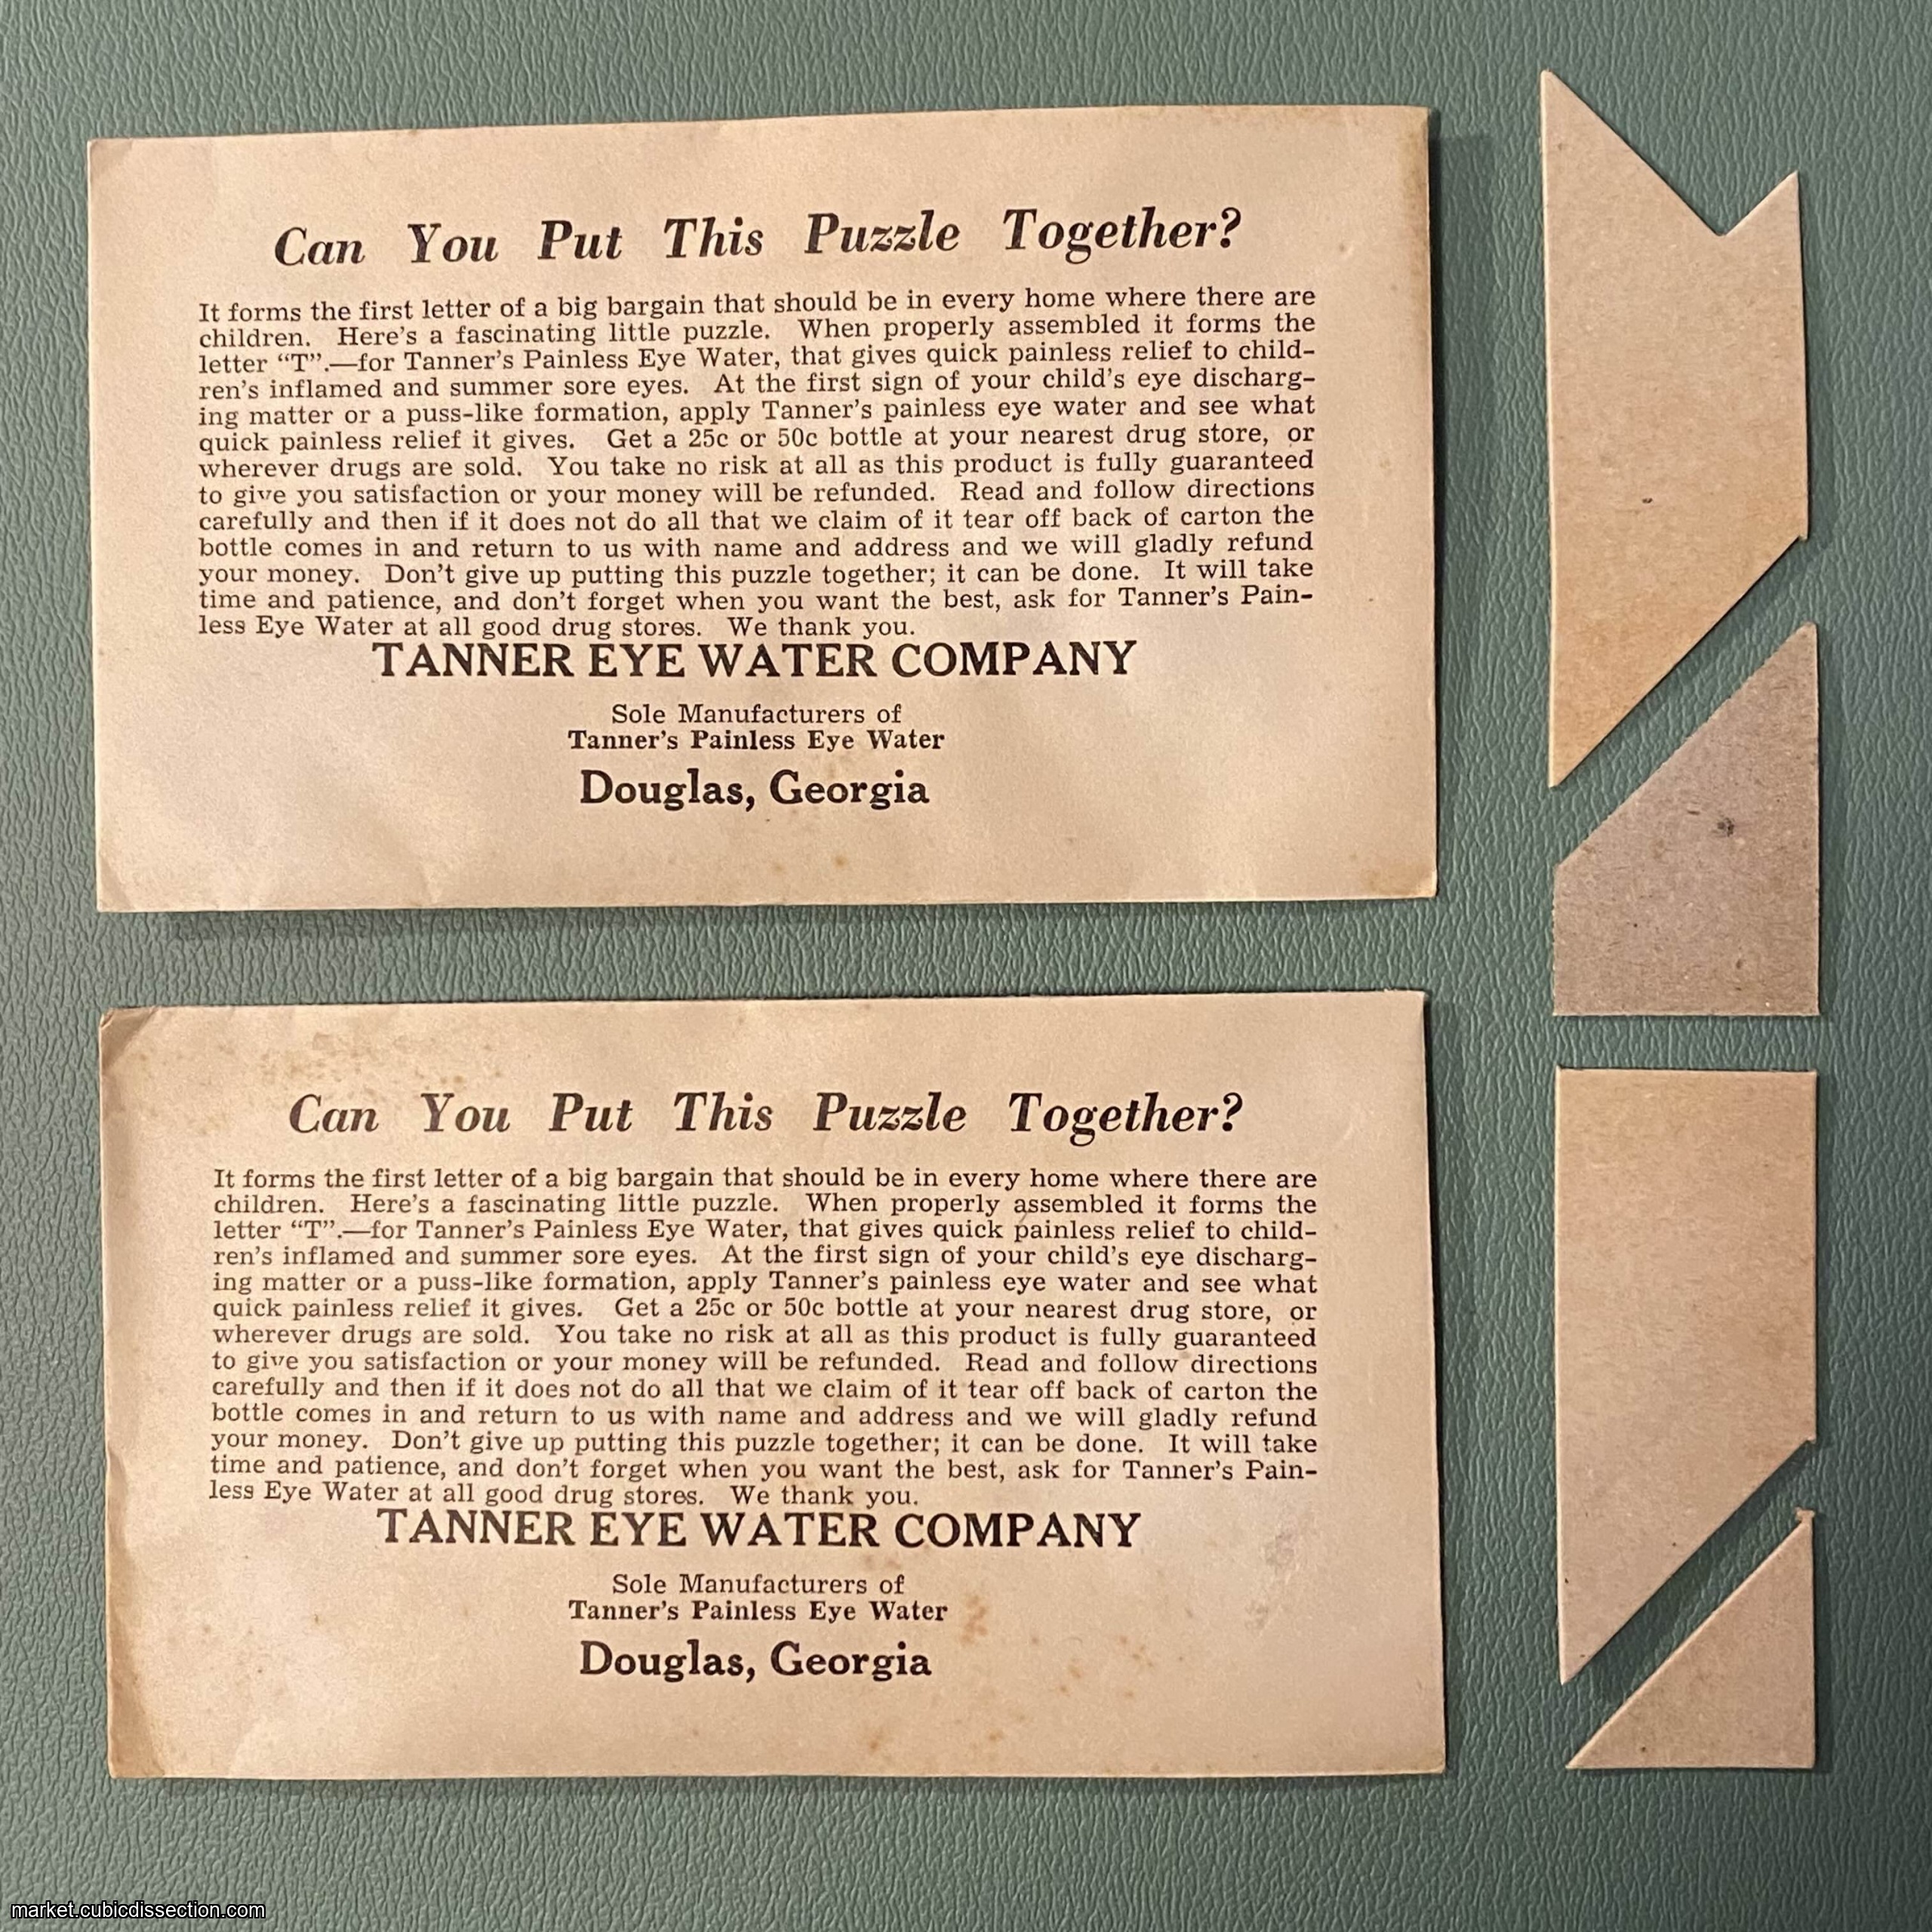 Can You Put This Puzzle Together?
It forms the first letter of a big bargain that should be in every home where there are
children. Here's a fascinating little puzzle. When properly assembled it forms the
letter “T”.—for Tanner's Painless Eye Water, that gives quick painless relief to child-
ren's inflamed and summer sore eyes. At the first sign of your child's eye discharg-
ing matter or a puss-like formation, apply Tanner's painless eye water and see what
quick painless relief it gives. Get a 25c or 50c bottle at your nearest drug store, or
wherever drugs are sold. You take no risk at all as this product is fully guaranteed
to give you satisfaction or your money will be refunded. Read and follow directions
carefully and then if it does not do all that we claim of it tear off back of carton the
bottle comes in and return to us with name and address and we will gladly refund
your money. Don't give up putting this puzzle together; it can be done. It will take
time and patience, and don't forget when you want the best, ask for Tanner's Pain-
less Eye Water at all good drug stores. We thank you.
TANNER EYE WATER COMPANY
Sole Manufacturers of
Tanner's Painless Eye Water
Douglas, Georgia
Can You Put This Puzzle Together?
It forms the first letter of a big bargain that should be in every home where there are
children. Here's a fascinating little puzzle. When properly assembled it forms the
letter “T”.—for Tanner's Painless Eye Water, that gives quick painless relief to child-
ren's inflamed and summer sore eyes. At the first sign of your child's eye discharg-
ing matter or a puss-like formation, apply Tanner's painless eye water and see what
quick painless relief it gives. Get a 25c or 50c bottle at your nearest drug store, or
wherever drugs are sold. You take no risk at all as this product is fully guaranteed
to give you satisfaction or your money will be refunded. Read and follow directions
carefully and then if it does not do all that we claim of it tear off back of carton the
bottle comes in and return to us with name and address and we will gladly refund
your money. Don't give up putting this puzzle together; it can be done. It will take
time and patience, and don't forget when you want the best, ask for Tanner's Pain-
less Eye Water at all good drug stores. We thank you.
TANNER EYE WATER COMPANY
Sole Manufacturers of
Tanner's Painless Eye Water
Douglas, Georgia
market.cubicdissection.com